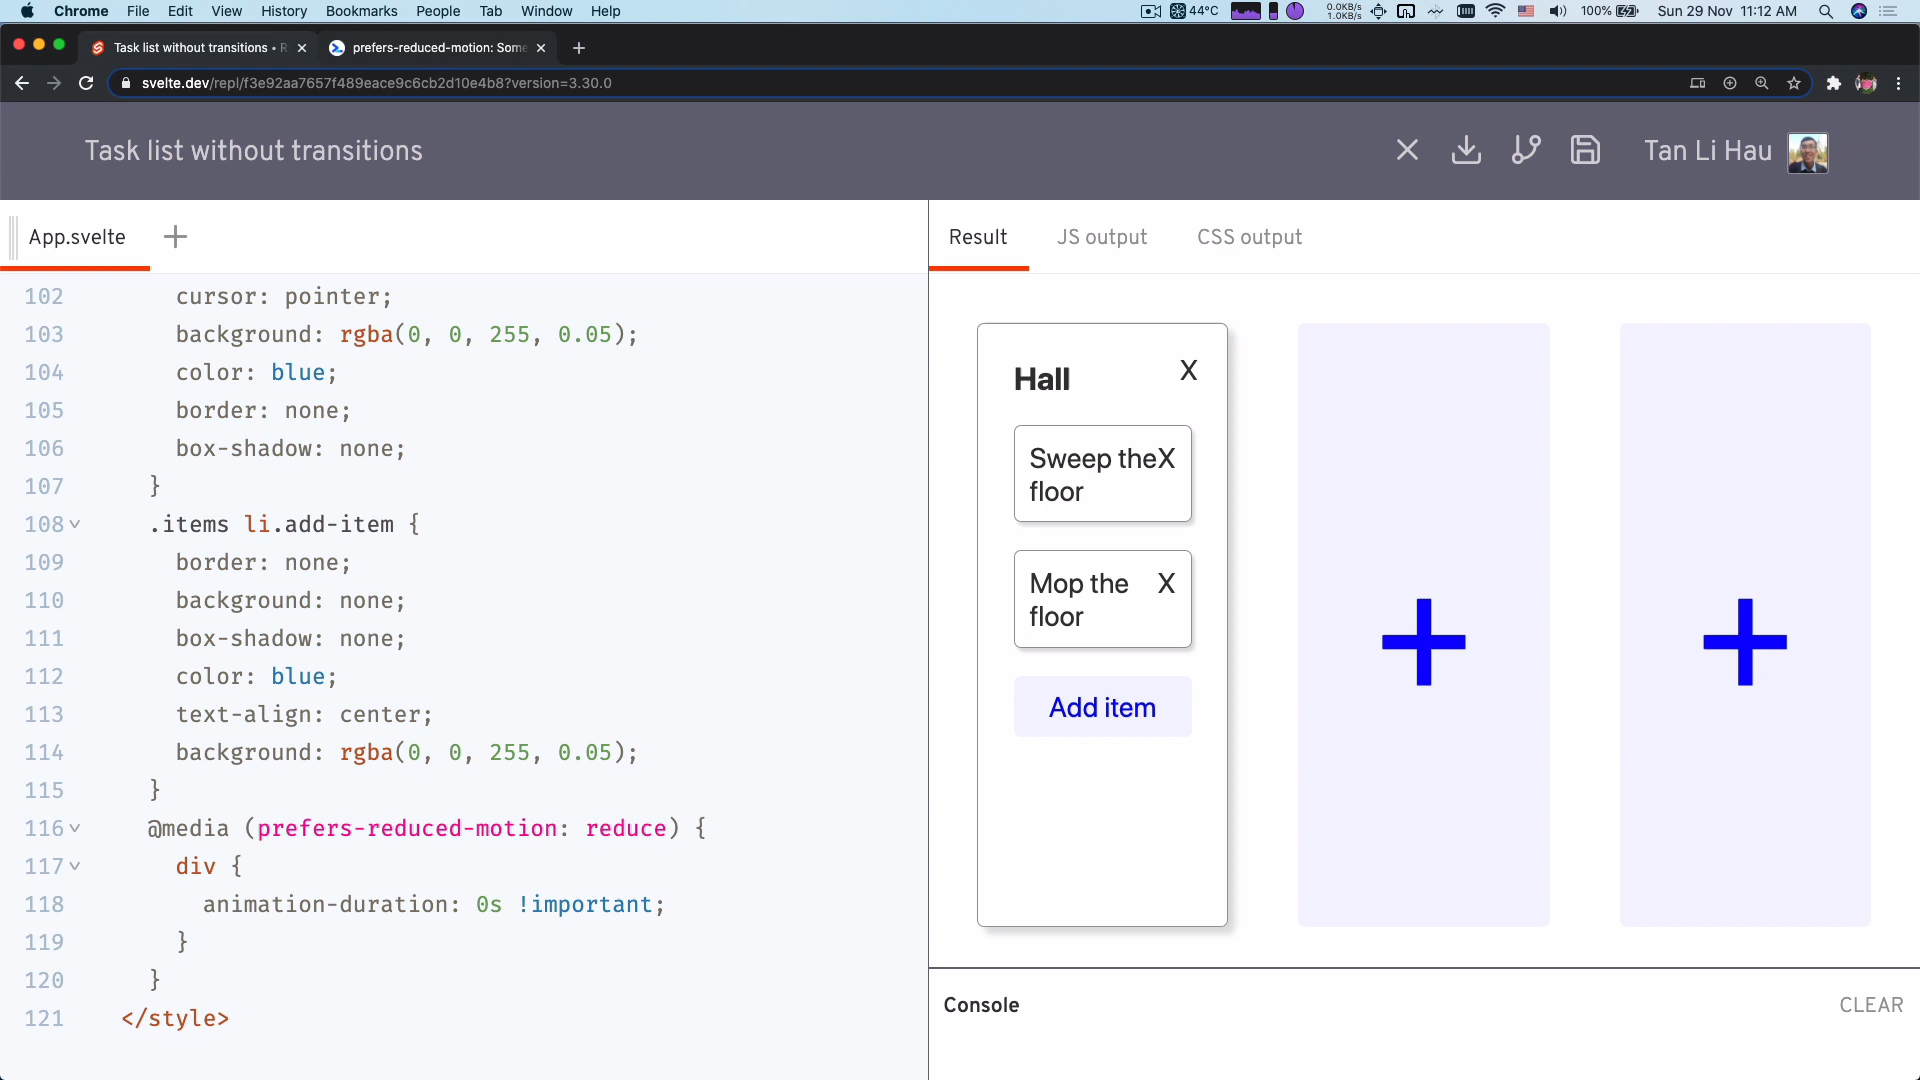 Chrome File Edit View History Bookmarks People Tab Window Help
44°C 0.0KB/s 1.0KB/s 100% Sun 29 Nov 11:12 AM
Task list without transitions • R
prefers-reduced-motion: Some
svelte.dev/repl/f3e92aa7657f489eace9c6cb2d10e4b8?version=3.30.0
Task list without transitions
Tan Li Hau
App.svelte
102 cursor: pointer;
103 background: rgba(0, 0, 255, 0.05);
104 color: blue;
105 border: none;
106 box-shadow: none;
107 }
108 .items li.add-item {
109 border: none;
110 background: none;
111 box-shadow: none;
112 color: blue;
113 text-align: center;
114 background: rgba(0, 0, 255, 0.05);
115 }
116 @media (prefers-reduced-motion: reduce) {
117 div {
118 animation-duration: 0s !important;
119 }
120 }
121 </style>
Result JS output CSS output
Hall X
Sweep the X
floor
Mop the X
floor
Add item
+
+
Console CLEAR